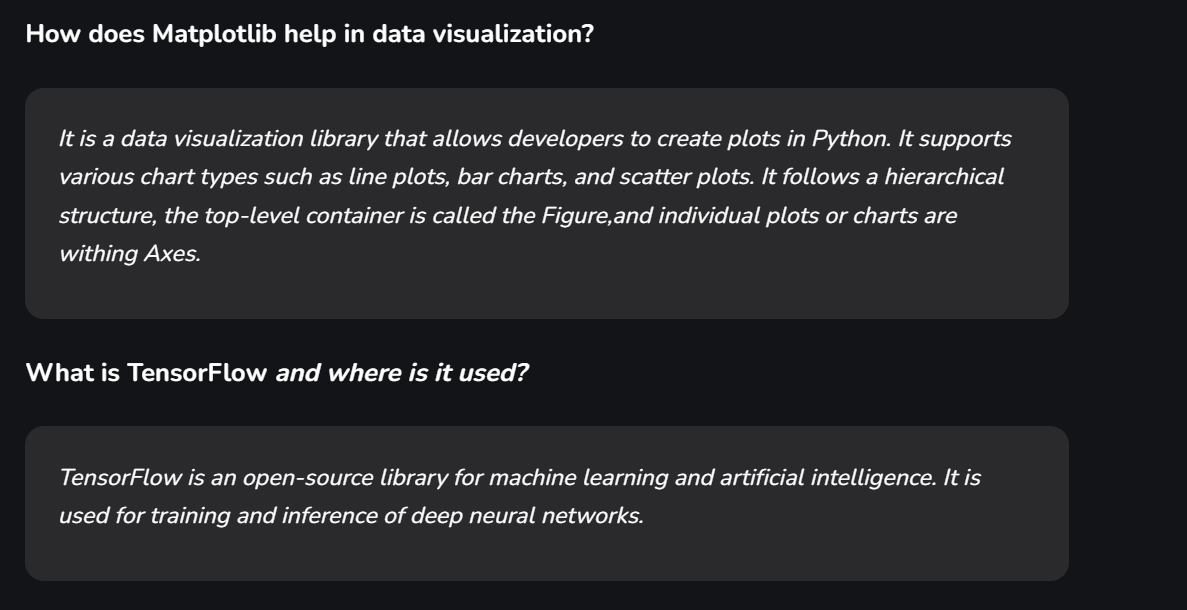 How does Matplotlib help in data visualization?
It is a data visualization library that allows developers to create plots in Python. It supports
various chart types such as line plots, bar charts, and scatter plots. It follows a hierarchical
structure, the top-level container is called the Figure,and individual plots or charts are
withing Axes.
What is TensorFlow and where is it used?
TensorFlow is an open-source library for machine learning and artificial intelligence. It is
used for training and inference of deep neural networks.